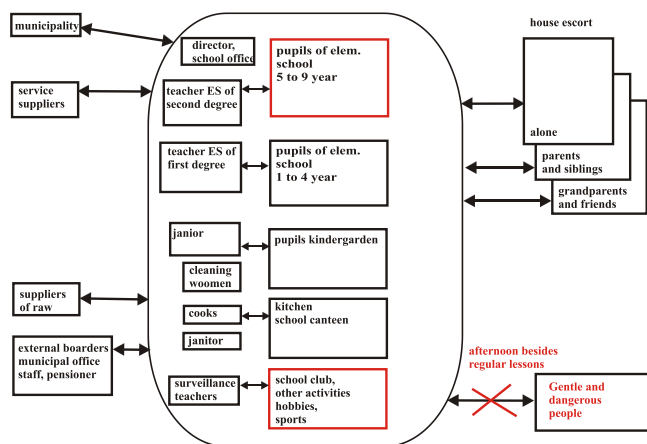 municipality
service
suppliers
suppliers
of raw
external boarders
municipal office
staff, pensioner
director,
school office
teacher ES of
second degree
pupils of elem.
school
5 to 9 year
teacher ES of
first degree
pupils of elem.
school
1 to 4 year
janior
pupils kindergarden
cleaning
woomen
cooks
kitchen
school canteen
janitor
surveillance
teachers
school club,
other activities
hobbies,
sports
house escort
alone
parents
and siblings
grandparents
and friends
afternoon besides
regular lessons
Gentle and
dangerous
people